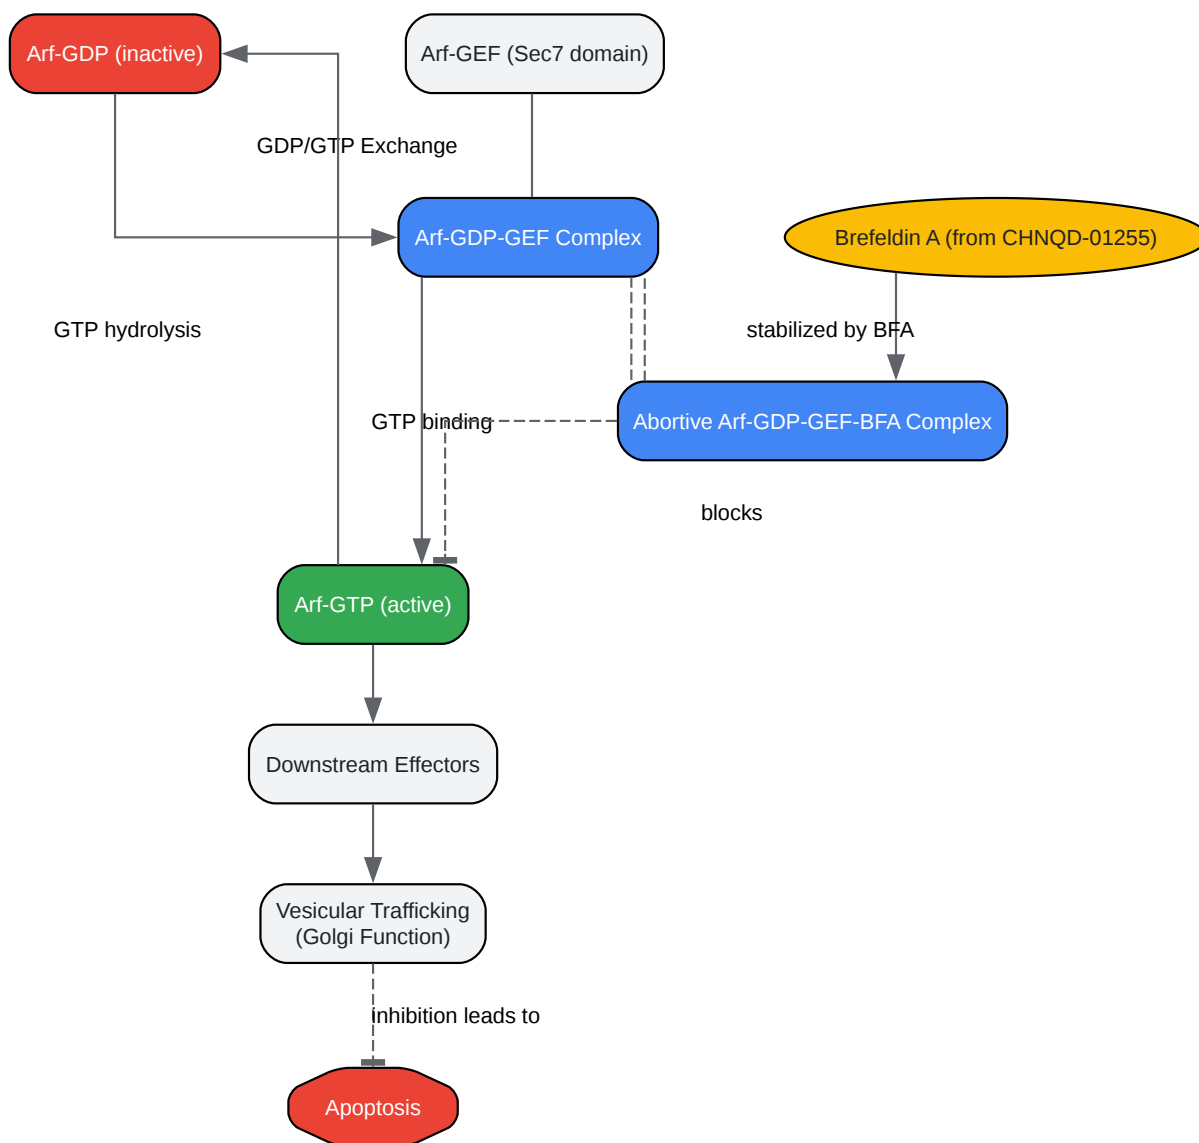 Arf-GDP (inactive)
Arf-GEF (Sec7 domain)
GDP/GTP Exchange
Arf-GDP-GEF Complex
Brefeldin A (from CHNQD-01255)
GTP hydrolysis
stabilized by BFA
GTP binding
Abortive Arf-GDP-GEF-BFA Complex
blocks
Arf-GTP (active)
Downstream Effectors
Vesicular Trafficking
(Golgi Function)
inhibition leads to
Apoptosis